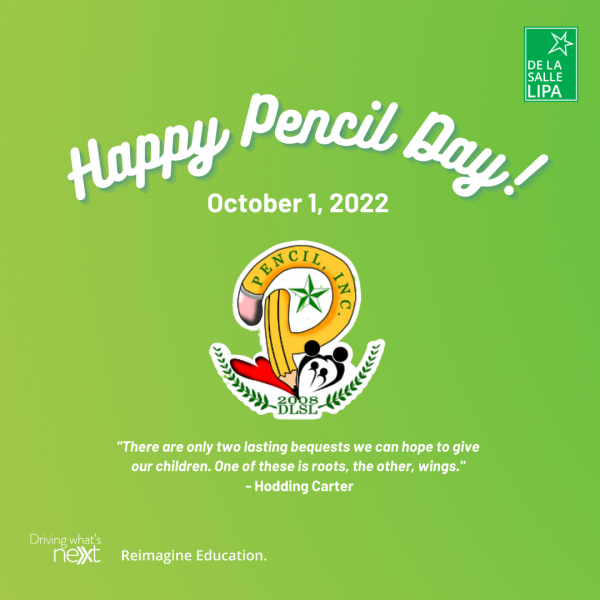 DE LA
SALLE
LIPA
Happy Pencil Day!
October 1, 2022
PENCIL, INC.
2008
DLSL
"There are only two lasting bequests we can hope to give
our children. One of these is roots, the other, wings."
- Hodding Carter
Driving what's
next
Reimagine Education.